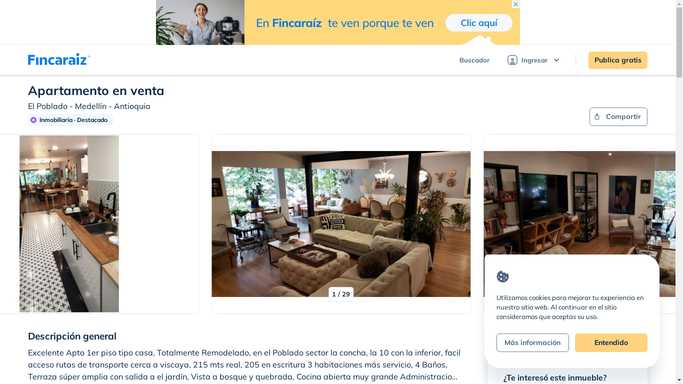 En Fincaraíz te ven porque te ven
Clic aquí
Fincaraíz
Buscador
Ingresar
Publica gratis
Apartamento en venta
El Poblado - Medellín - Antioquia
Inmobiliaria · Destacado
Compartir
1 / 29
Utilizamos cookies para mejorar tu experiencia en
nuestro sitio web. Al continuar en el sitio
consideramos que aceptas su uso.
Más información
Entendido
Descripción general
Excelente Apto 1er piso tipo casa, Totalmente Remodelado, en el Poblado sector la concha, la 10 con la inferior, facil
acceso rutas de transporte cerca a viscaya, 215 mts real, 205 en escritura 3 habitaciones más servicio, 4 Baños,
Terraza súper amplia con salida a el jardín, Vista a bosque y quebrada, Cocina abierta muy grande Administracio...
¿Te interesó este inmueble?